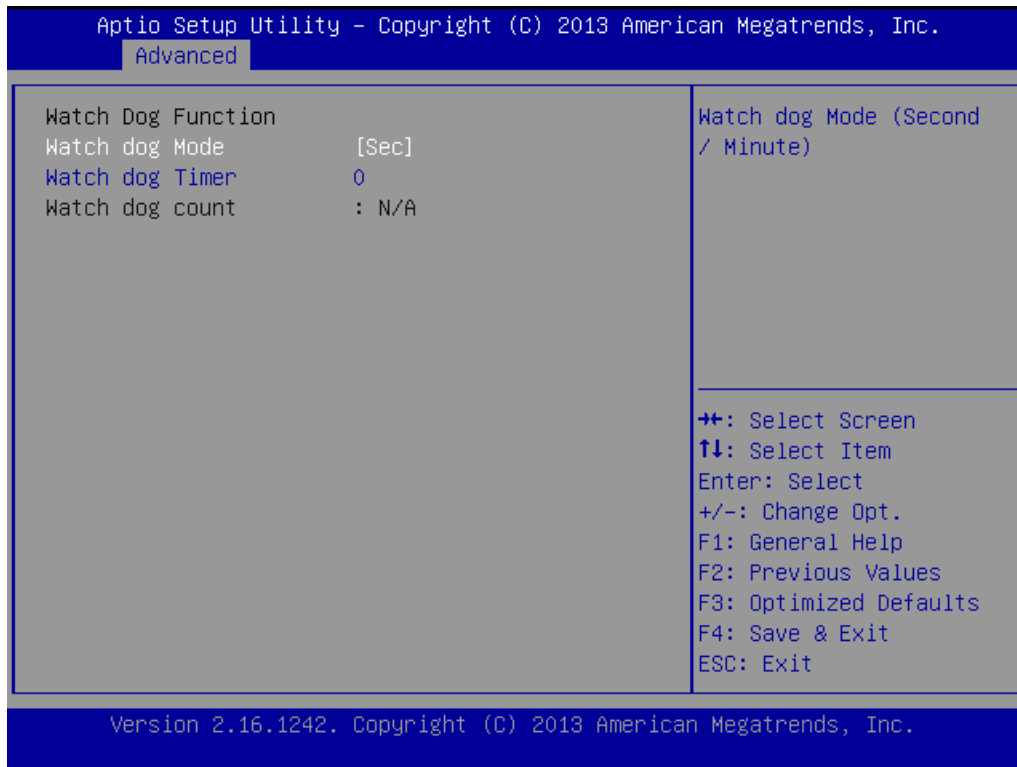 Aptio Setup Utility – Copyright (C) 2013 American Megatrends, Inc.
Advanced
Watch Dog Function
Watch dog Mode [Sec]
Watch dog Timer 0
Watch dog count : N/A
Watch dog Mode (Second
/ Minute)
→←: Select Screen
↑↓: Select Item
Enter: Select
+/-: Change Opt.
F1: General Help
F2: Previous Values
F3: Optimized Defaults
F4: Save & Exit
ESC: Exit
Version 2.16.1242. Copyright (C) 2013 American Megatrends, Inc.